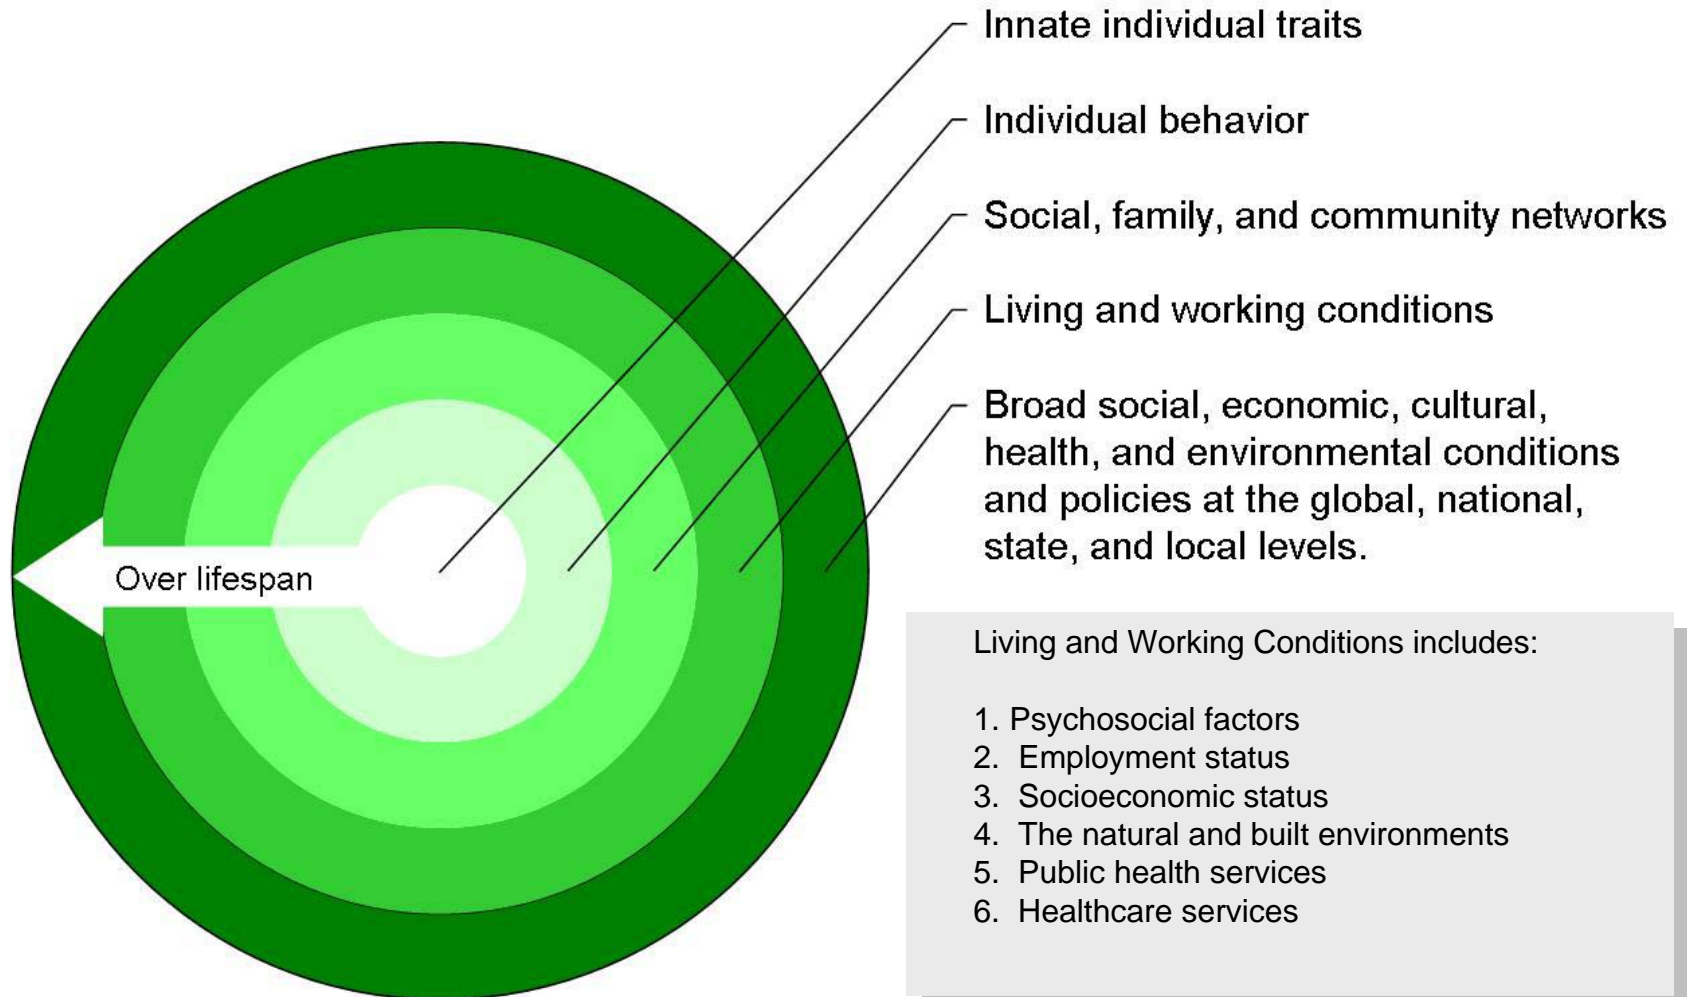 Innate individual traits
Individual behavior
Social, family, and community networks
Living and working conditions
Broad social, economic, cultural,
health, and environmental conditions
and policies at the global, national,
state, and local levels.
Over lifespan
Living and Working Conditions includes:
1. Psychosocial factors
2. Employment status
3. Socioeconomic status
4. The natural and built environments
5. Public health services
6. Healthcare services